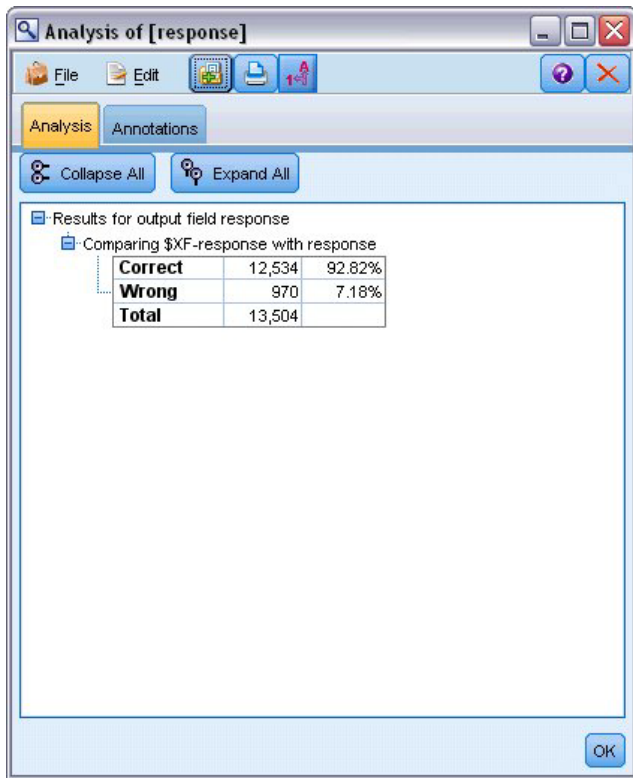 Analysis of [response]
File Edit
Analysis Annotations
Collapse All Expand All
Results for output field response
Comparing $XF-response with response
Correct 12,534 92.82%
Wrong 970 7.18%
Total 13,504
OK